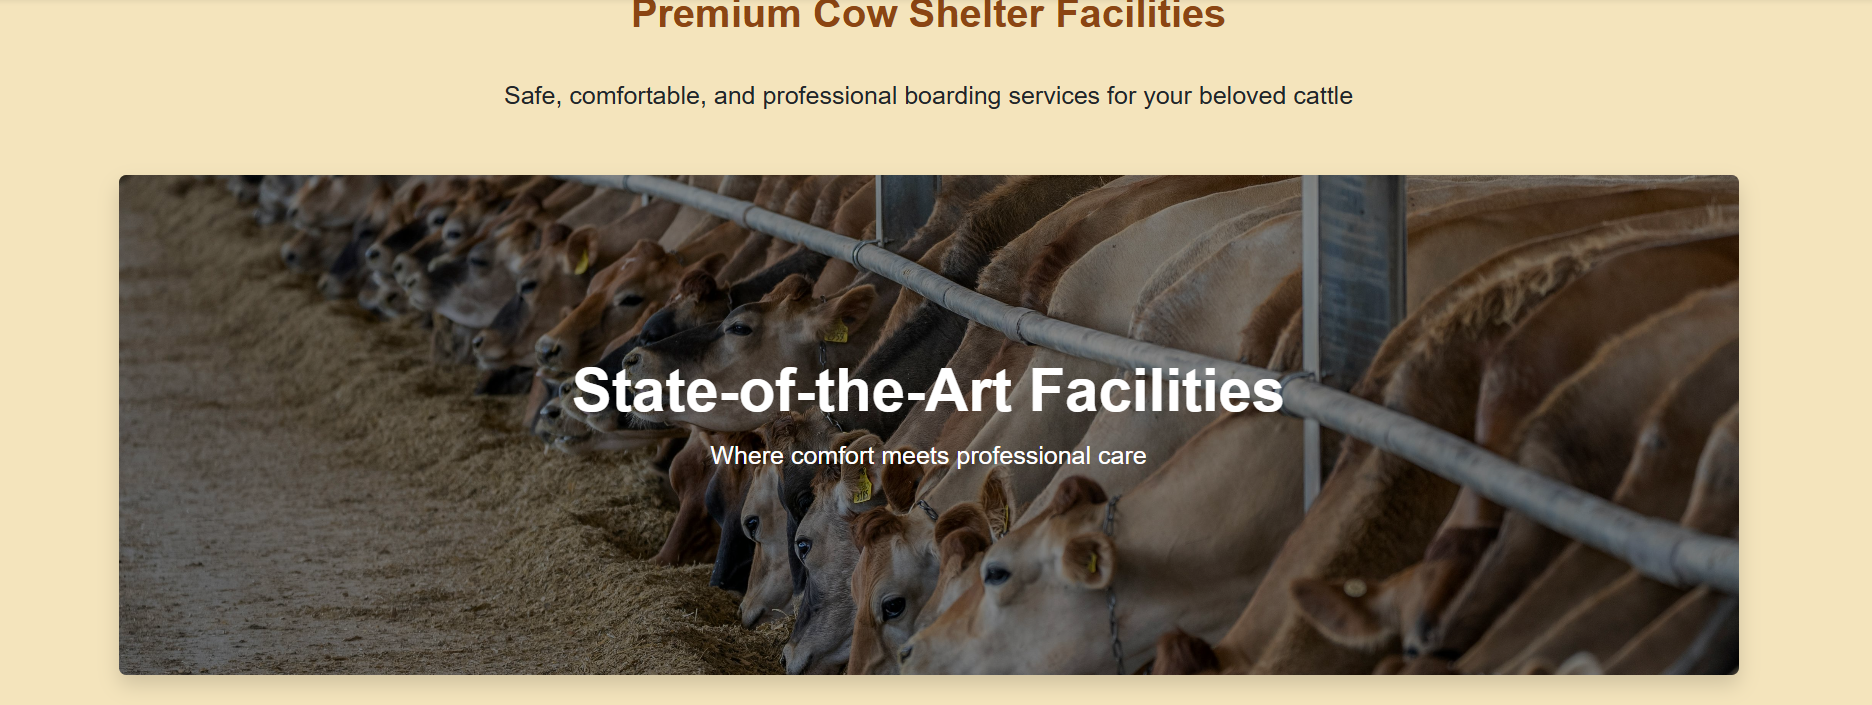 Premium Cow Shelter Facilities
Safe, comfortable, and professional boarding services for your beloved cattle
State-of-the-Art Facilities
Where comfort meets professional care